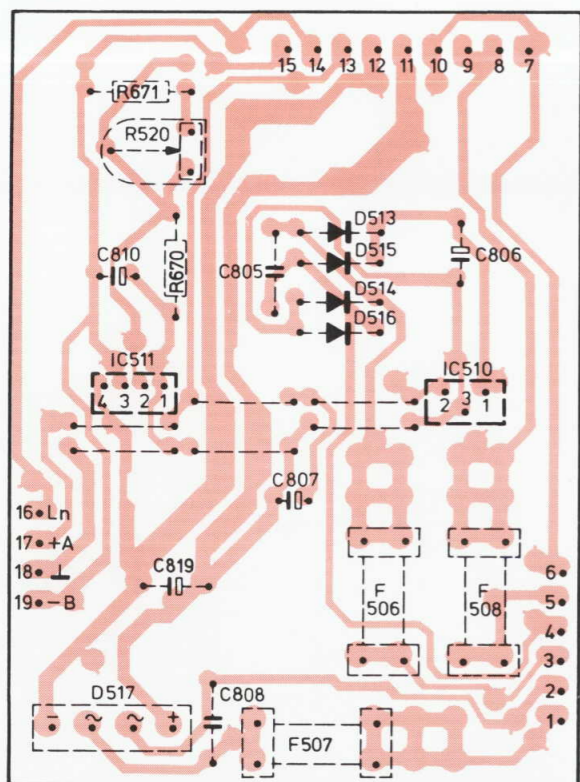 15 14 13 12 11 10 9 8 7
R671
R520
D513
C810
R670
C805
D515
C806
D514
D516
IC511
IC510
4 3 2 1
2 3 1
C807
16 Ln
17 +A
18 ⊥
19 -B
C819
F
506
F
508
6
5
4
3
2
1
D517
C808
- ~ ~ +
F507